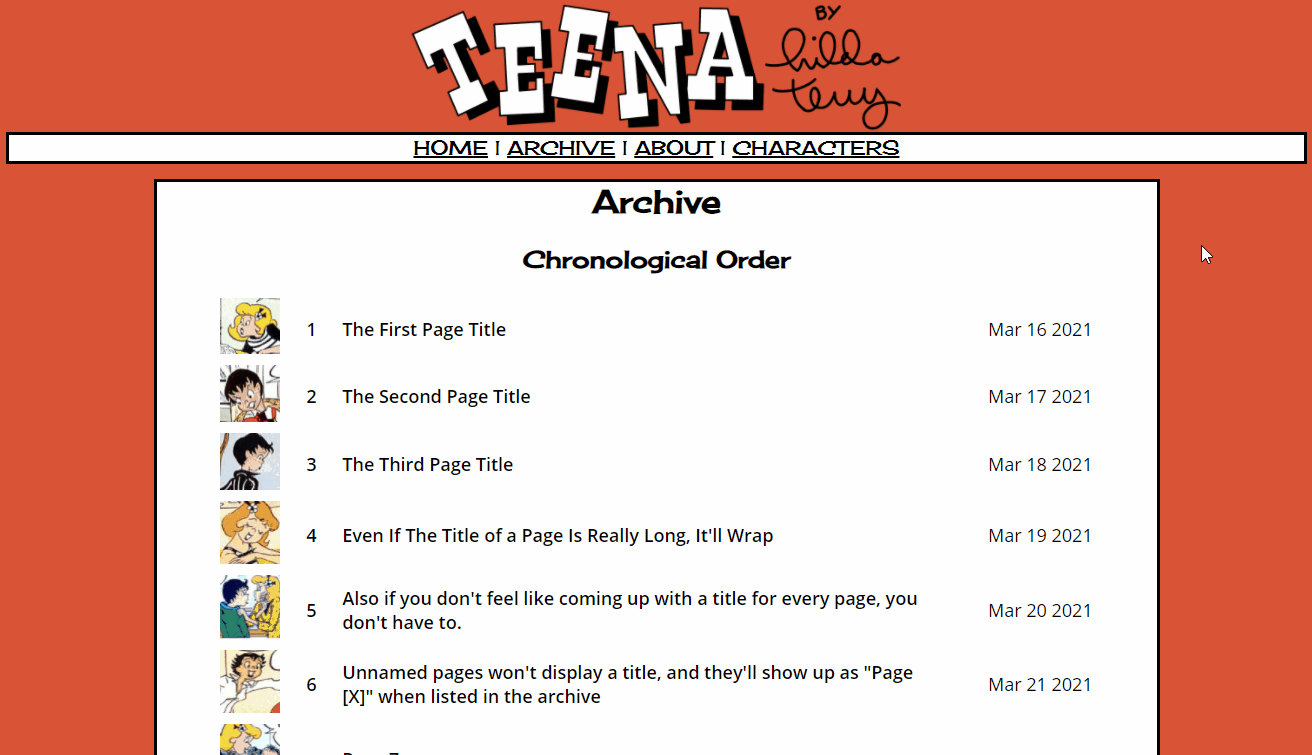 TEENA
BY
hilda
terry
HOME | ARCHIVE | ABOUT | CHARACTERS
Archive
Chronological Order
1 The First Page Title Mar 16 2021
2 The Second Page Title Mar 17 2021
3 The Third Page Title Mar 18 2021
4 Even If The Title of a Page Is Really Long, It'll Wrap Mar 19 2021
5 Also if you don't feel like coming up with a title for every page, you
don't have to. Mar 20 2021
6 Unnamed pages won't display a title, and they'll show up as "Page
[X]" when listed in the archive Mar 21 2021